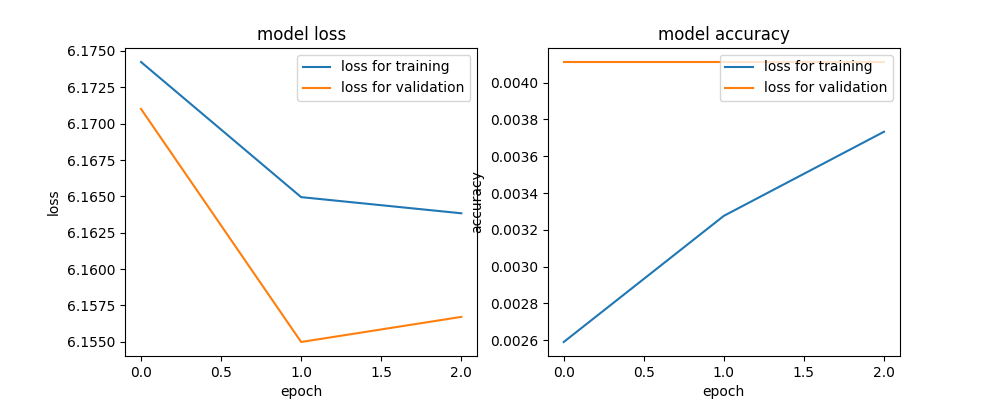 model loss
6.1750
6.1725
6.1700
6.1675
6.1650
6.1625
6.1600
6.1575
6.1550
loss
loss for training
loss for validation
0.0 0.5 1.0 1.5 2.0
epoch
model accuracy
0.0040
0.0038
0.0036
0.0034
0.0032
0.0030
0.0028
0.0026
accuracy
loss for training
loss for validation
0.0 0.5 1.0 1.5 2.0
epoch